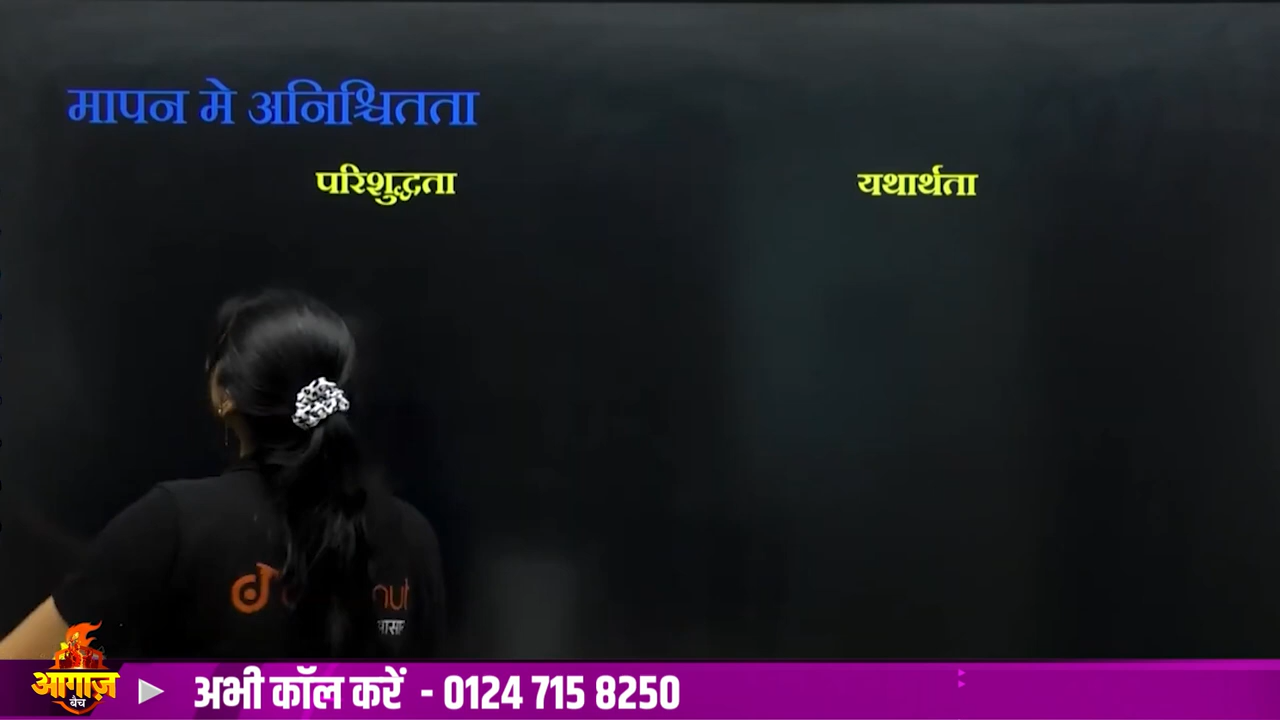 मापन मे अनिश्चितता
परिशुद्धता
यथार्थता
आगाज़
बैच
अभी कॉल करें - 0124 715 8250